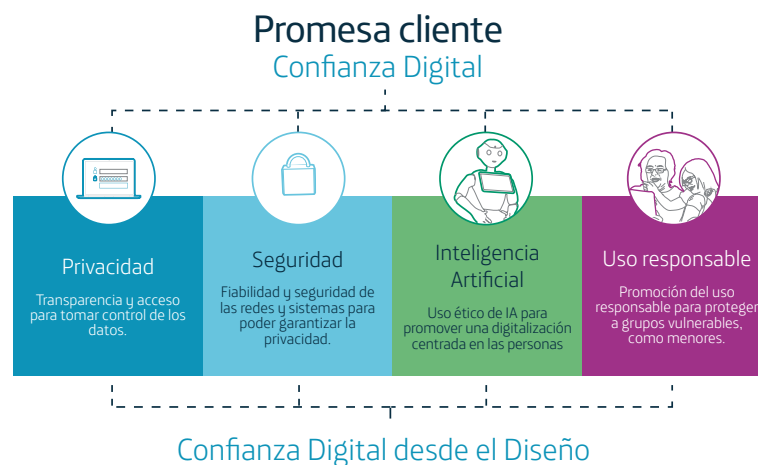 Promesa cliente
Confianza Digital
Privacidad
Transparencia y acceso
para tomar control de los
datos.
Seguridad
Fiabilidad y seguridad de
las redes y sistemas para
poder garantizar la
privacidad.
Inteligencia
Artificial
Uso ético de IA para
promover una digitalización
centrada en las personas
Uso responsable
Promoción del uso
responsable para proteger
a grupos vulnerables,
como menores.
Confianza Digital desde el Diseño